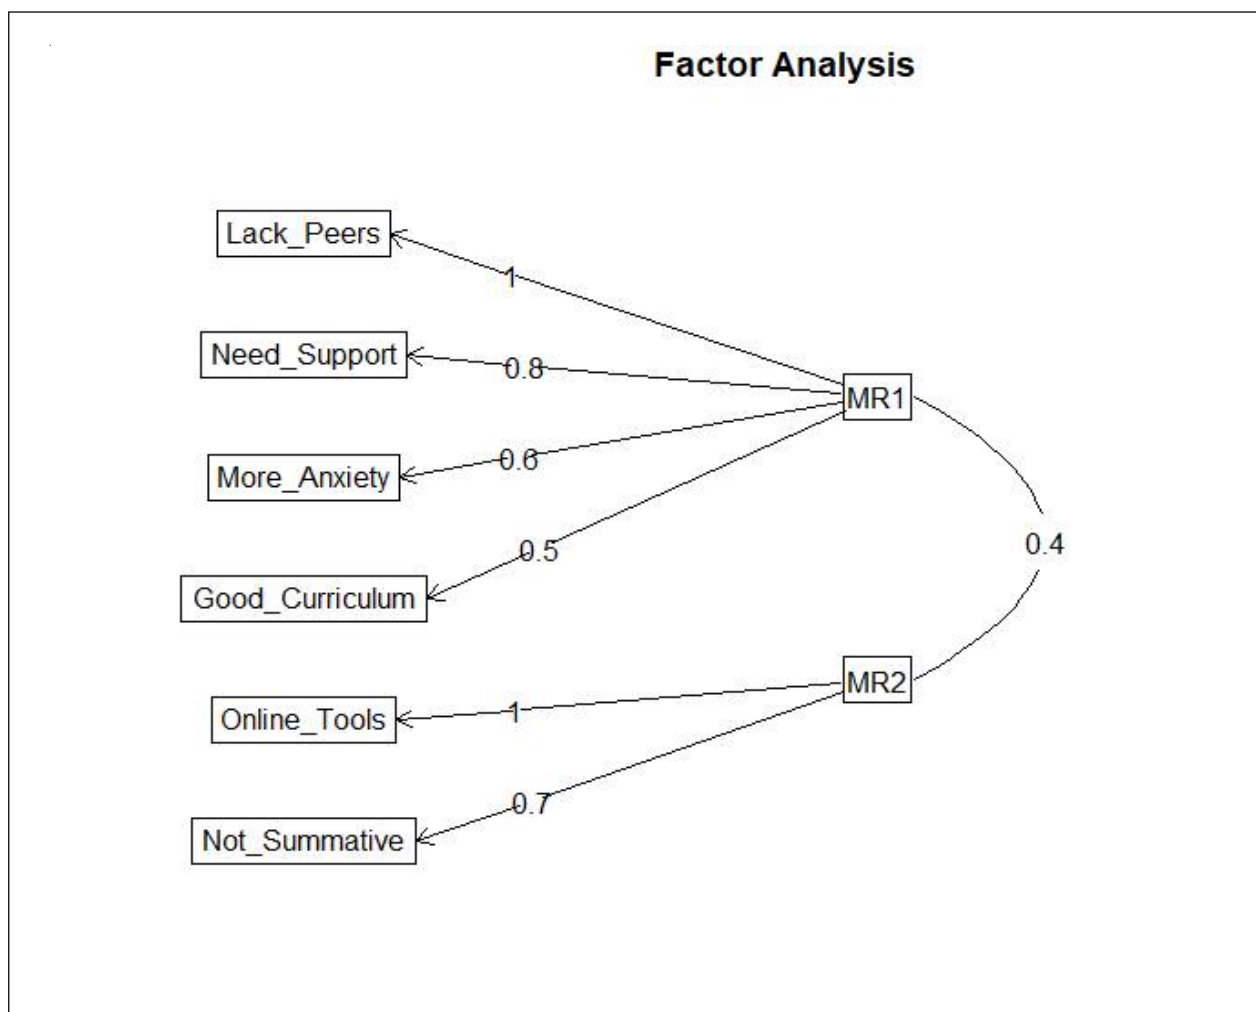 Factor Analysis
Lack_Peers
1
Need_Support
0.8
MR1
More_Anxiety
0.6
Good_Curriculum
0.5
0.4
Online_Tools
1
MR2
Not_Summative
0.7